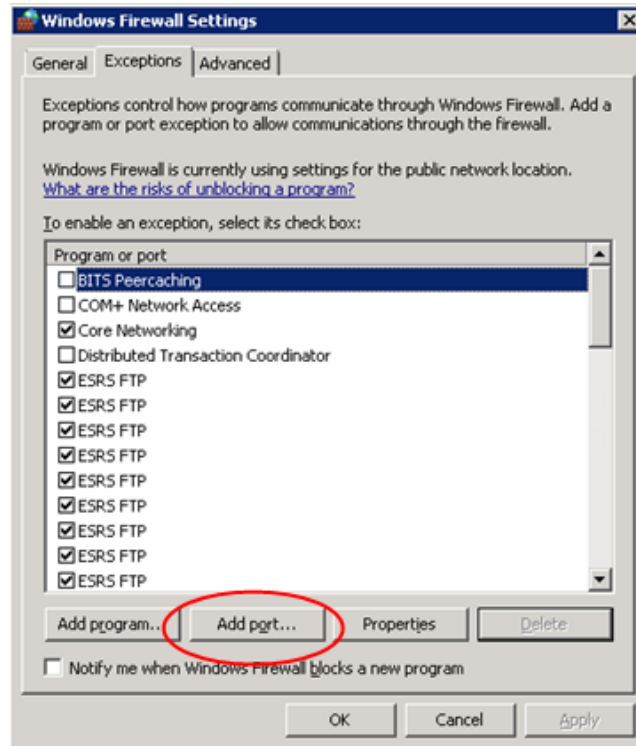 Windows Firewall Settings
General Exceptions Advanced
Exceptions control how programs communicate through Windows Firewall. Add a
program or port exception to allow communications through the firewall.
Windows Firewall is currently using settings for the public network location.
What are the risks of unblocking a program?
To enable an exception, select its check box:
Program or port
BITS Peercaching
COM+ Network Access
Core Networking
Distributed Transaction Coordinator
ESRS FTP
ESRS FTP
ESRS FTP
ESRS FTP
ESRS FTP
ESRS FTP
ESRS FTP
ESRS FTP
ESRS FTP
Add program... Add port... Properties Delete
Notify me when Windows Firewall blocks a new program
OK Cancel Apply